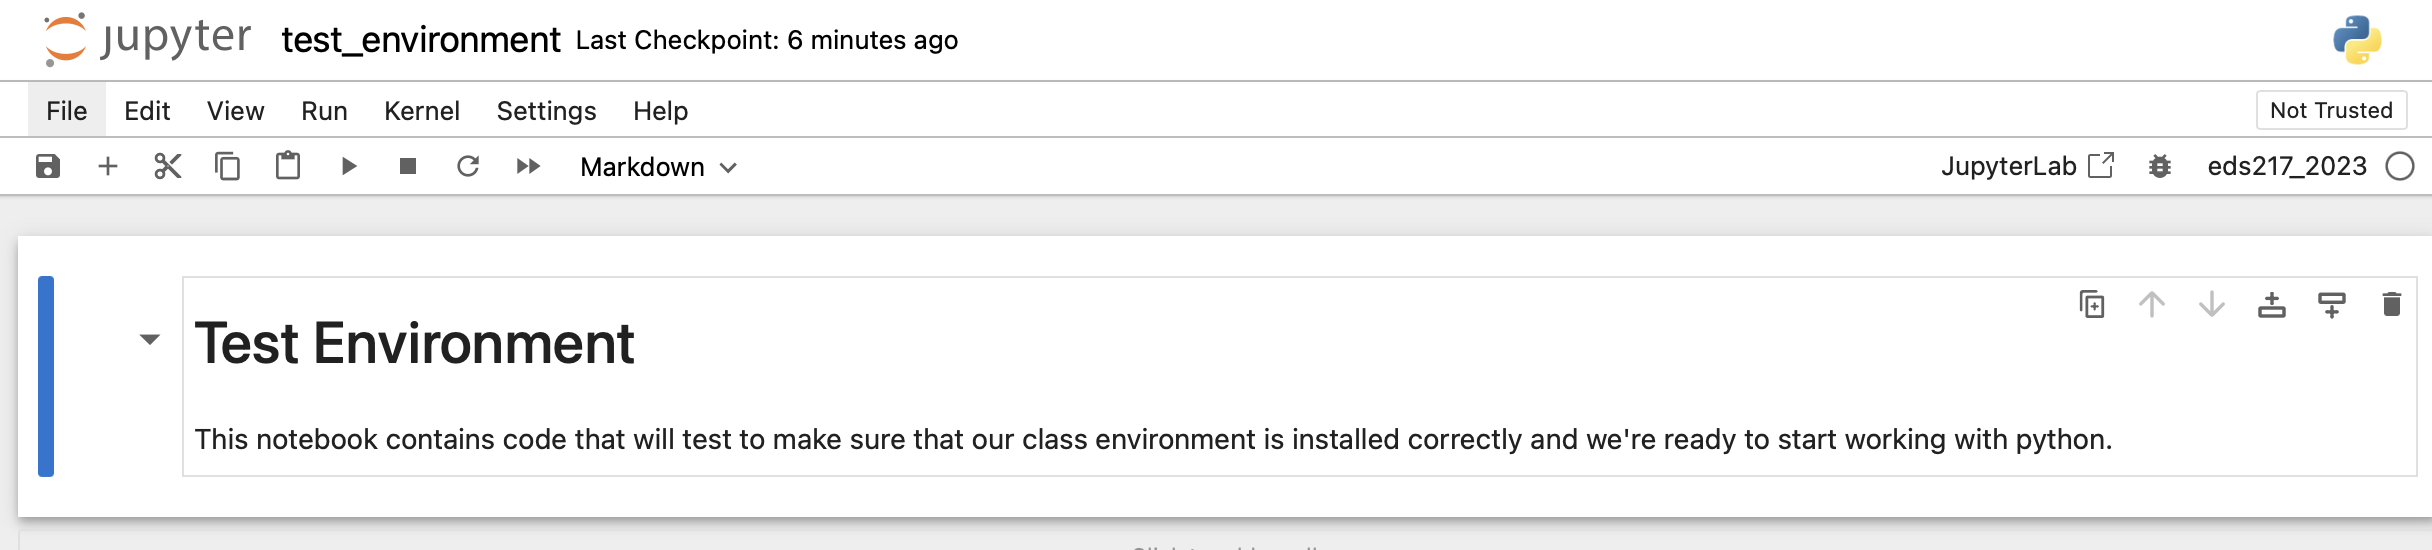 jupyter test_environment Last Checkpoint: 6 minutes ago
File Edit View Run Kernel Settings Help Not Trusted
Markdown JupyterLab eds217_2023
Test Environment
This notebook contains code that will test to make sure that our class environment is installed correctly and we're ready to start working with python.